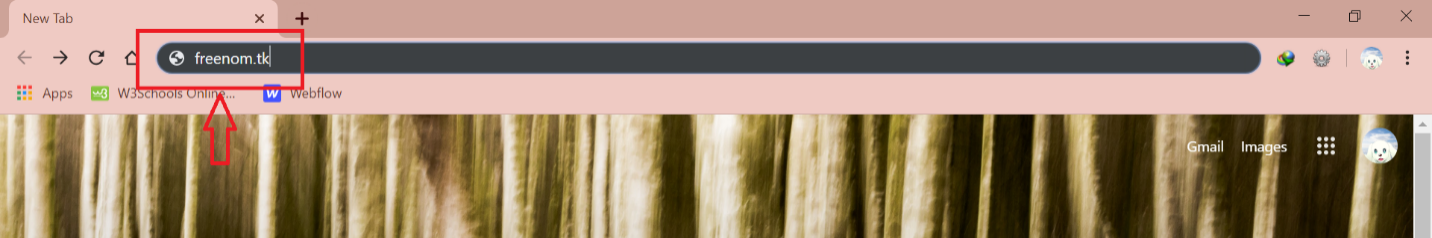 New Tab
freenom.tk
Apps W3Schools Online... Webflow
Gmail Images